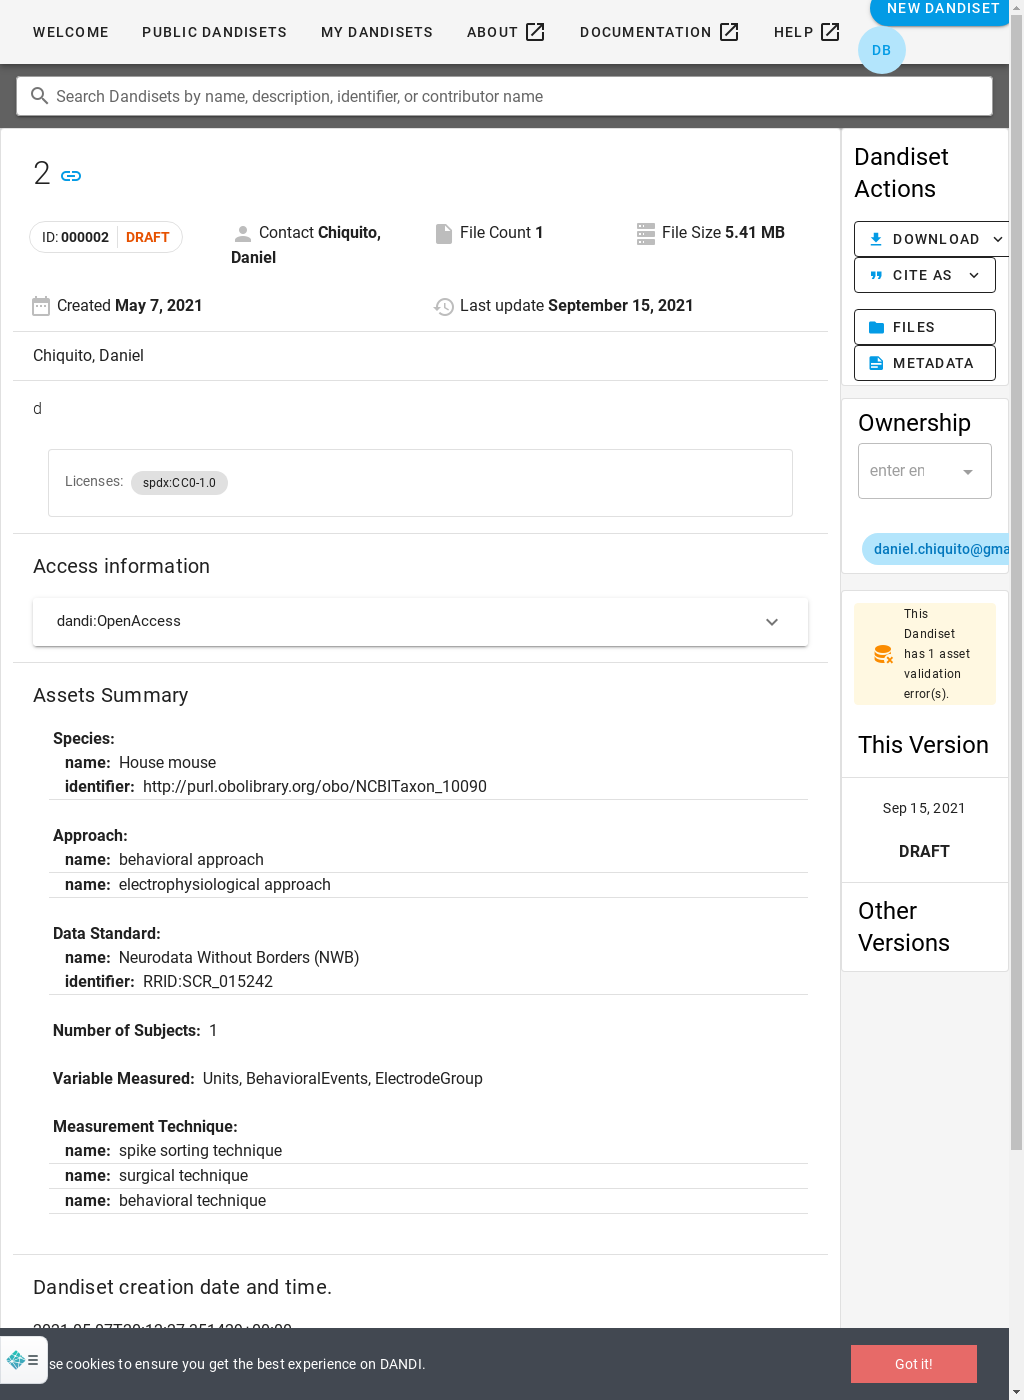 WELCOME PUBLIC DANDISETS MY DANDISETS ABOUT DOCUMENTATION HELP NEW DANDISET
DB
Search Dandisets by name, description, identifier, or contributor name
2
ID: 000002 DRAFT
Contact Chiquito, Daniel
File Count 1
File Size 5.41 MB
Created May 7, 2021
Last update September 15, 2021
Chiquito, Daniel
d
Licenses: spdx:CC0-1.0
Access information
dandi:OpenAccess
Assets Summary
Species:
name: House mouse
identifier: http://purl.obolibrary.org/obo/NCBITaxon_10090
Approach:
name: behavioral approach
name: electrophysiological approach
Data Standard:
name: Neurodata Without Borders (NWB)
identifier: RRID:SCR_015242
Number of Subjects: 1
Variable Measured: Units, BehavioralEvents, ElectrodeGroup
Measurement Technique:
name: spike sorting technique
name: surgical technique
name: behavioral technique
Dandiset creation date and time.
Dandiset
Actions
DOWNLOAD
CITE AS
FILES
METADATA
Ownership
enter en
daniel.chiquito@gma
This
Dandiset
has 1 asset
validation
error(s).
This Version
Sep 15, 2021
DRAFT
Other
Versions
se cookies to ensure you get the best experience on DANDI.
Got it!